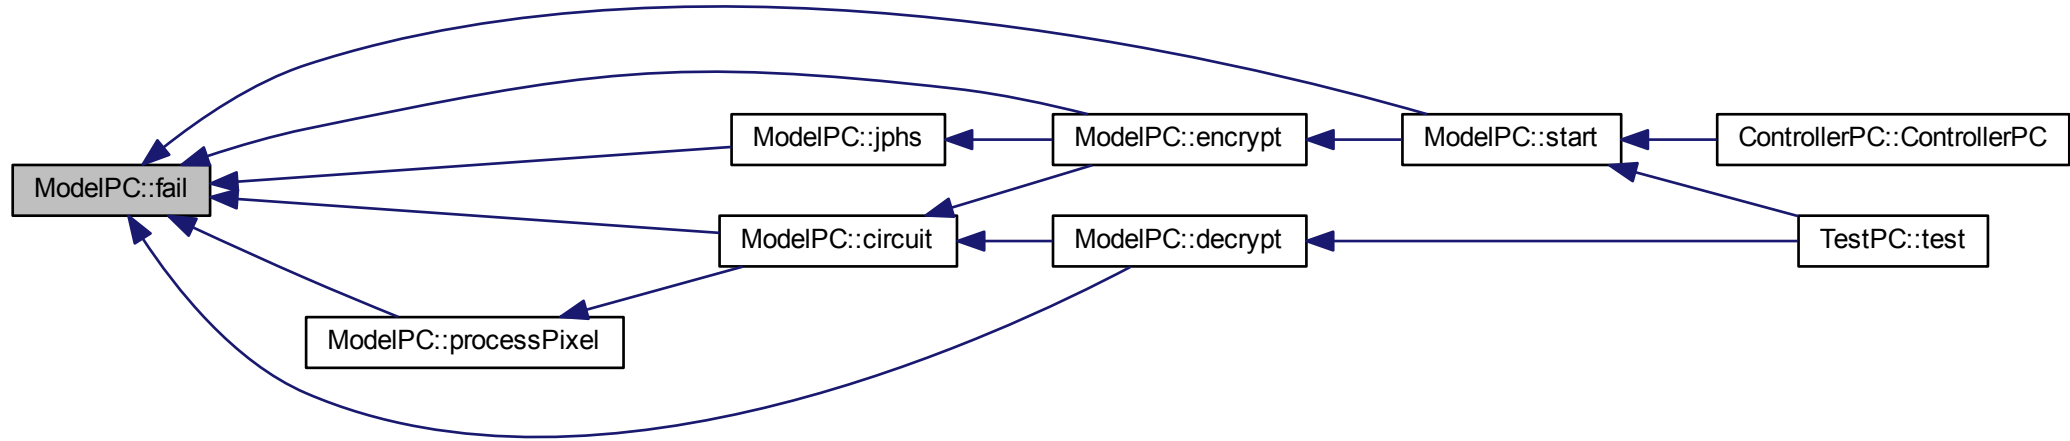 ModelPC::fail
ModelPC::jphs
ModelPC::encrypt
ModelPC::start
ControllerPC::ControllerPC
ModelPC::circuit
ModelPC::decrypt
TestPC::test
ModelPC::processPixel